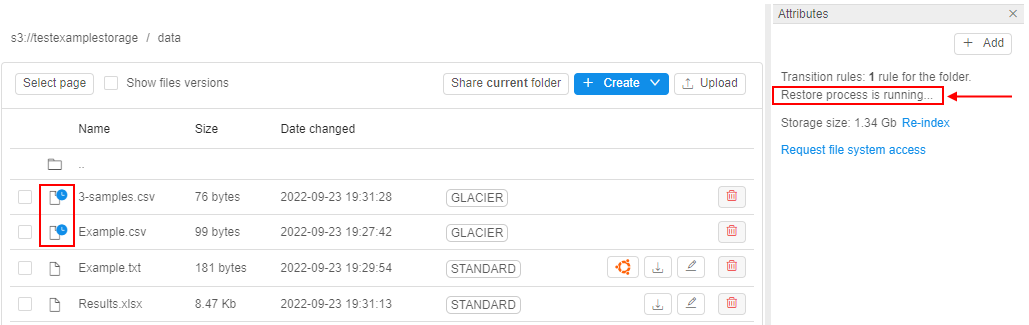 s3://testexamplestorage / data
Select page
Show files versions
Share current folder
+ Create
Upload
Name Size Date changed
..
3-samples.csv 76 bytes 2022-09-23 19:31:28 GLACIER
Example.csv 99 bytes 2022-09-23 19:27:42 GLACIER
Example.txt 181 bytes 2022-09-23 19:29:54 STANDARD
Results.xlsx 8.47 Kb 2022-09-23 19:31:13 STANDARD
Attributes
+ Add
Transition rules: 1 rule for the folder.
Restore process is running...
Storage size: 1.34 Gb Re-index
Request file system access